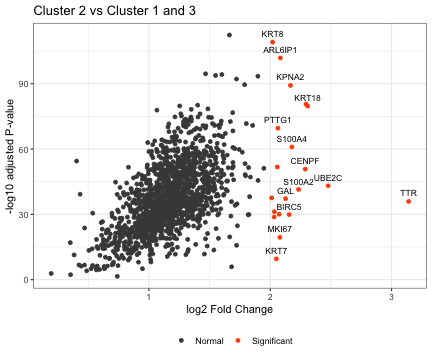 Cluster 2 vs Cluster 1 and 3
-log10 adjusted P-value
90
60
30
0
KRT8
ARL6IP1
KPNA2
KRT18
PTTG1
S100A4
CENPF
S100A2
UBE2C
GAL
TTR
BIRC5
MKI67
KRT7
1 2 3
log2 Fold Change
Normal Significant